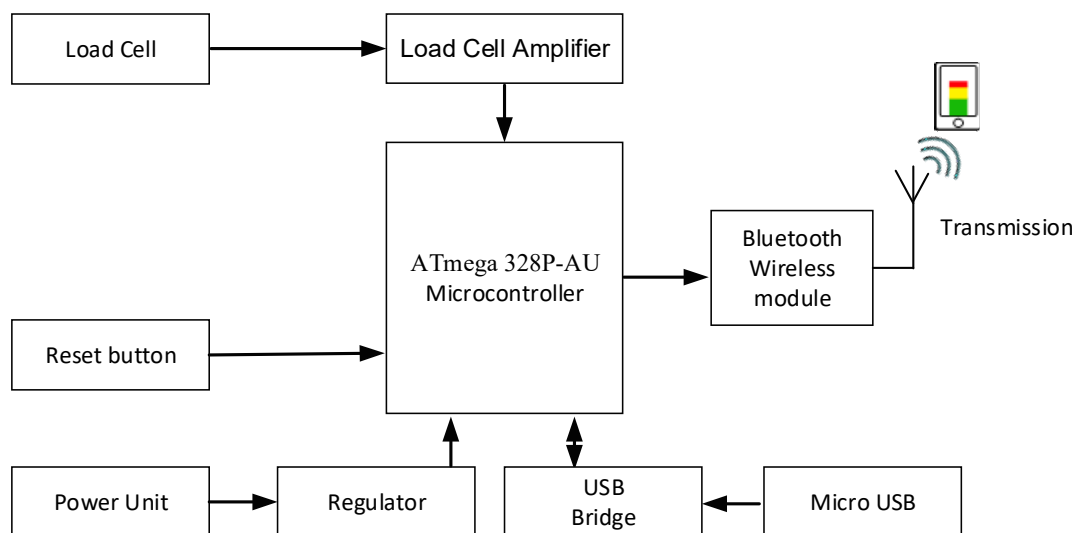 Load Cell
Load Cell Amplifier
ATmega 328P-AU
Microcontroller
Bluetooth
Wireless
module
Transmission
Reset button
Power Unit
Regulator
USB
Bridge
Micro USB